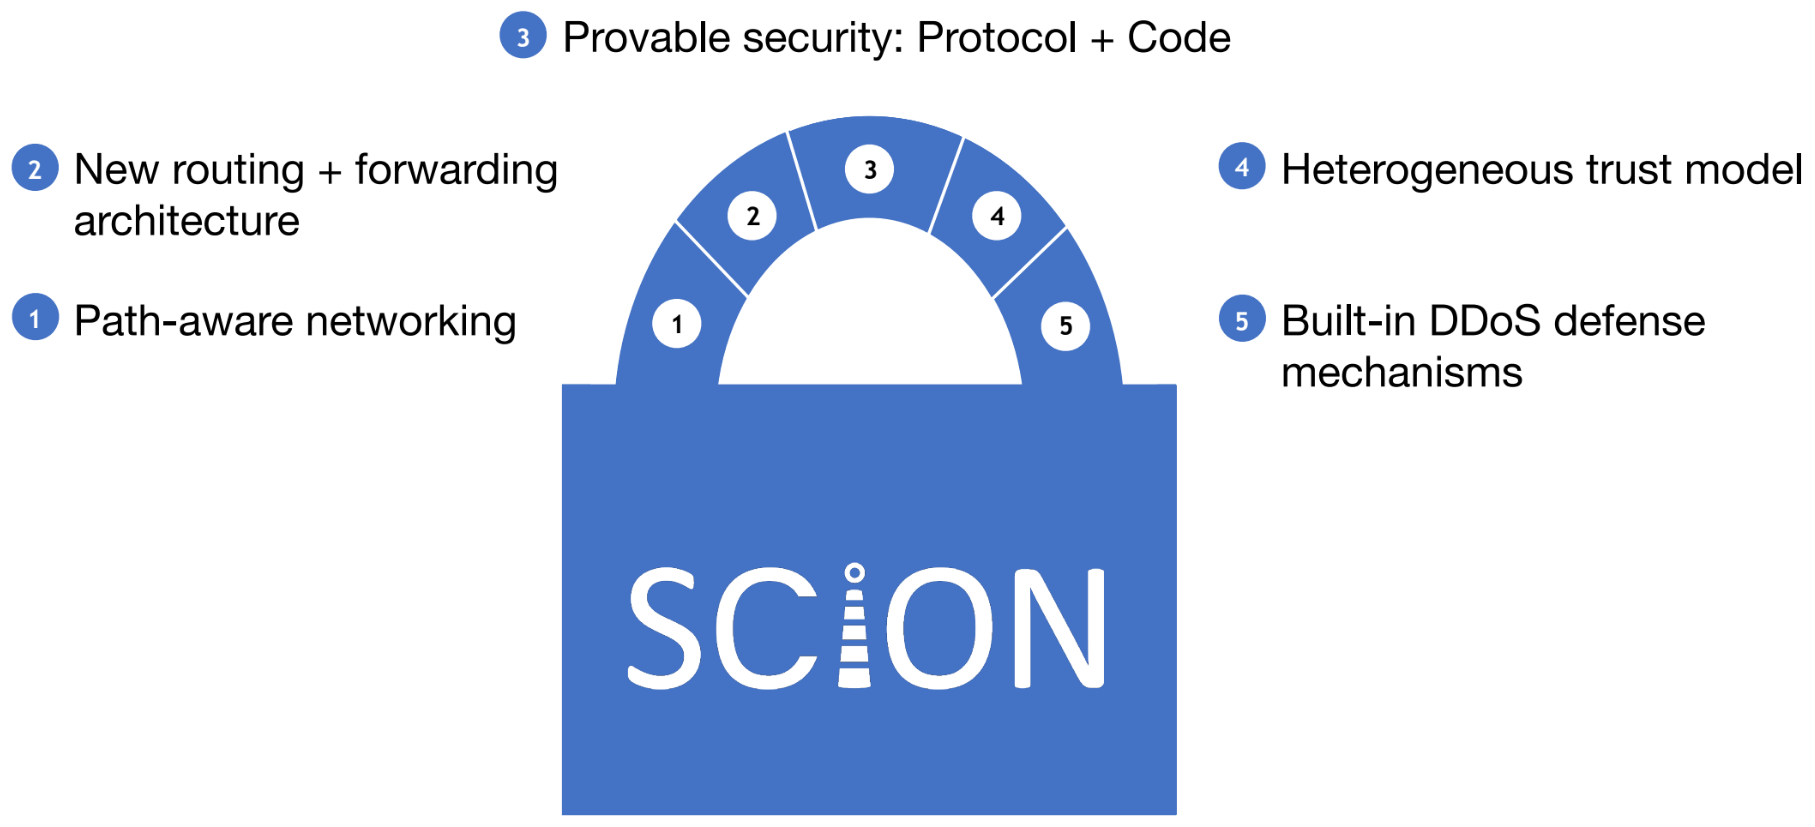 3 Provable security: Protocol + Code
2 New routing + forwarding
architecture
1 Path-aware networking
4 Heterogeneous trust model
5 Built-in DDoS defense
mechanisms
1
2
3
4
5
SCiON